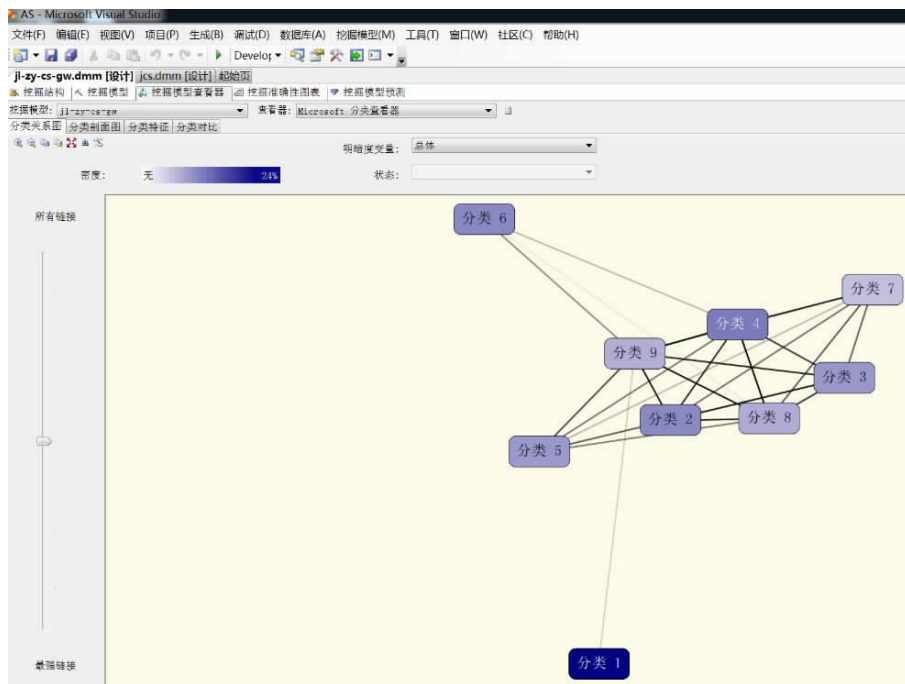 AS - Microsoft Visual Studio
文件(F) 编辑(E) 视图(V) 项目(P) 生成(B) 调试(D) 数据库(A) 挖掘模型(M) 工具(T) 窗口(W) 社区(C) 帮助(H)
Develop
jl-zy-cs-gw.dmm [设计] jcs.dmm [设计] 起始页
挖掘结构 挖掘模型 挖掘模型查看器 挖掘准确性图表 挖掘模型预测
挖掘模型: jl-zy-cs-gw 查看器: Microsoft 分类查看器
分类关系图 分类剖面图 分类特征 分类对比
明暗度变量: 总体
密度: 无 24% 状态:
所有链接
分类 6
分类 7
分类 4
分类 9
分类 3
分类 2
分类 8
分类 5
分类 1
最强链接